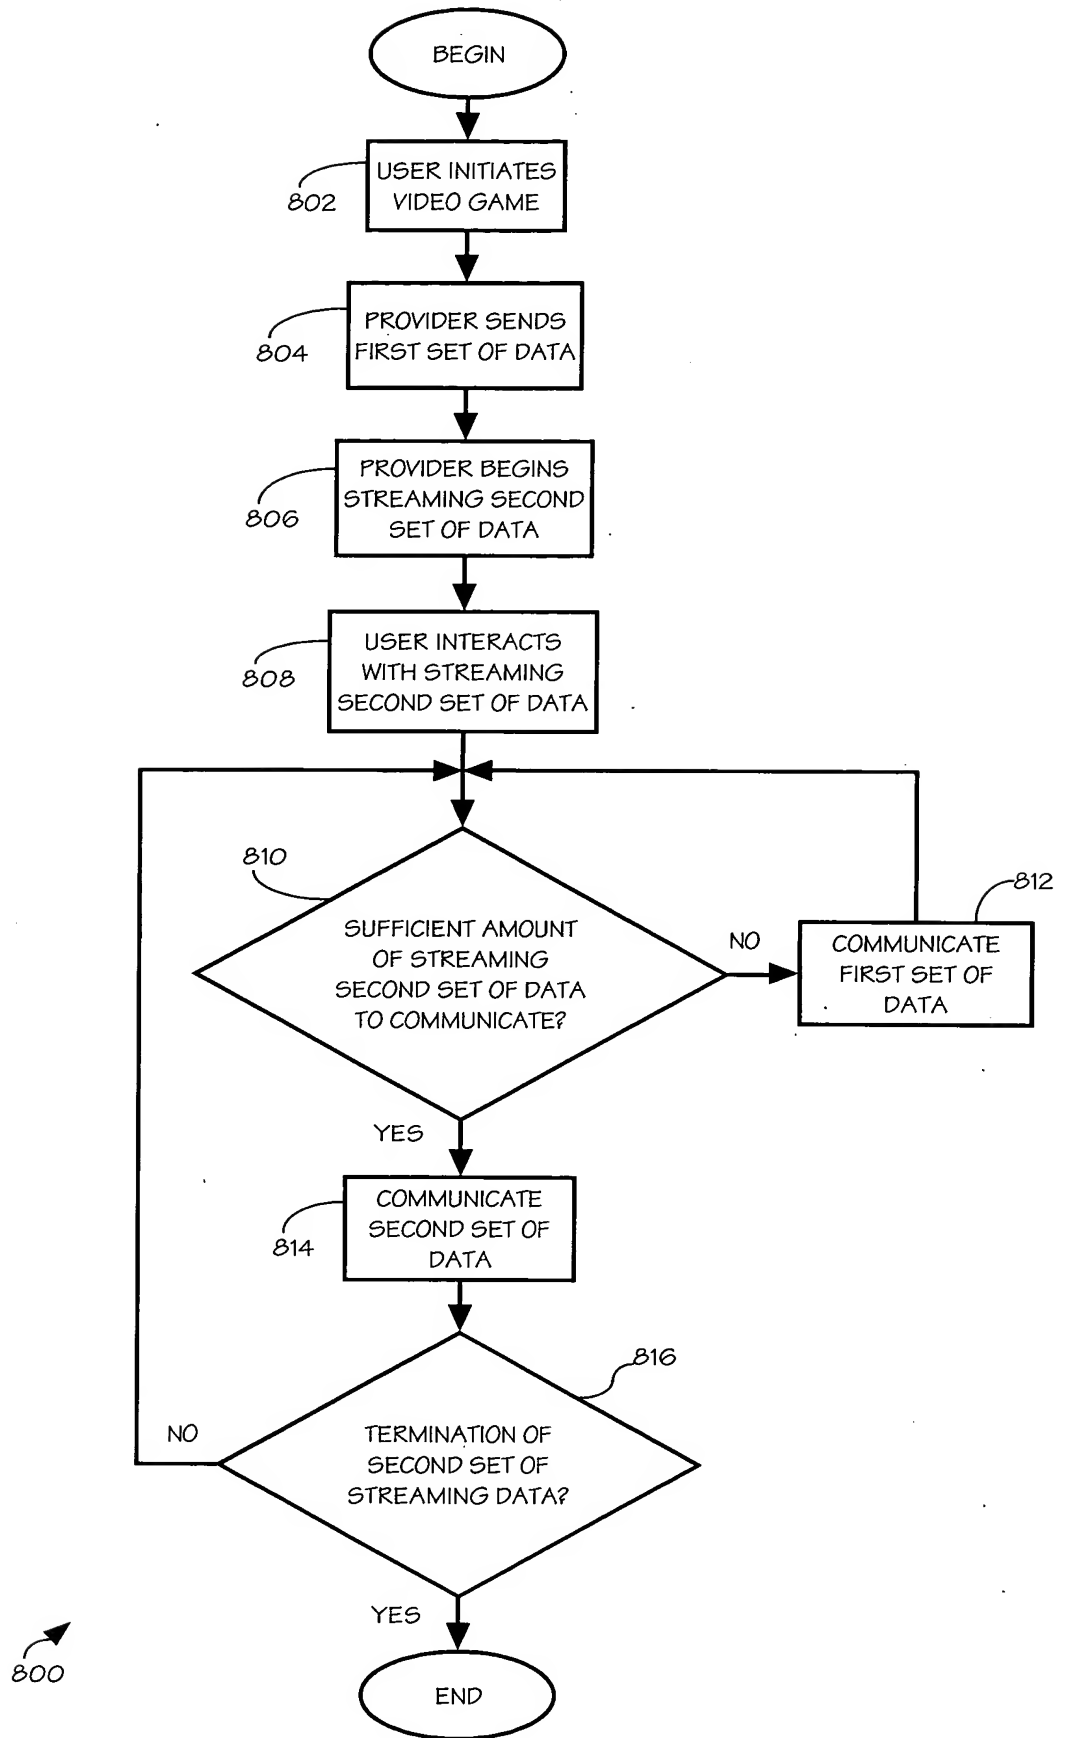 BEGIN
USER INITIATES
VIDEO GAME
802
PROVIDER SENDS
FIRST SET OF DATA
804
PROVIDER BEGINS
STREAMING SECOND
SET OF DATA
806
USER INTERACTS
WITH STREAMING
SECOND SET OF DATA
808
810
SUFFICIENT AMOUNT
OF STREAMING
SECOND SET OF DATA
TO COMMUNICATE?
NO
812
COMMUNICATE
FIRST SET OF
DATA
YES
COMMUNICATE
SECOND SET OF
DATA
814
816
TERMINATION OF
SECOND SET OF
STREAMING DATA?
NO
YES
END
800